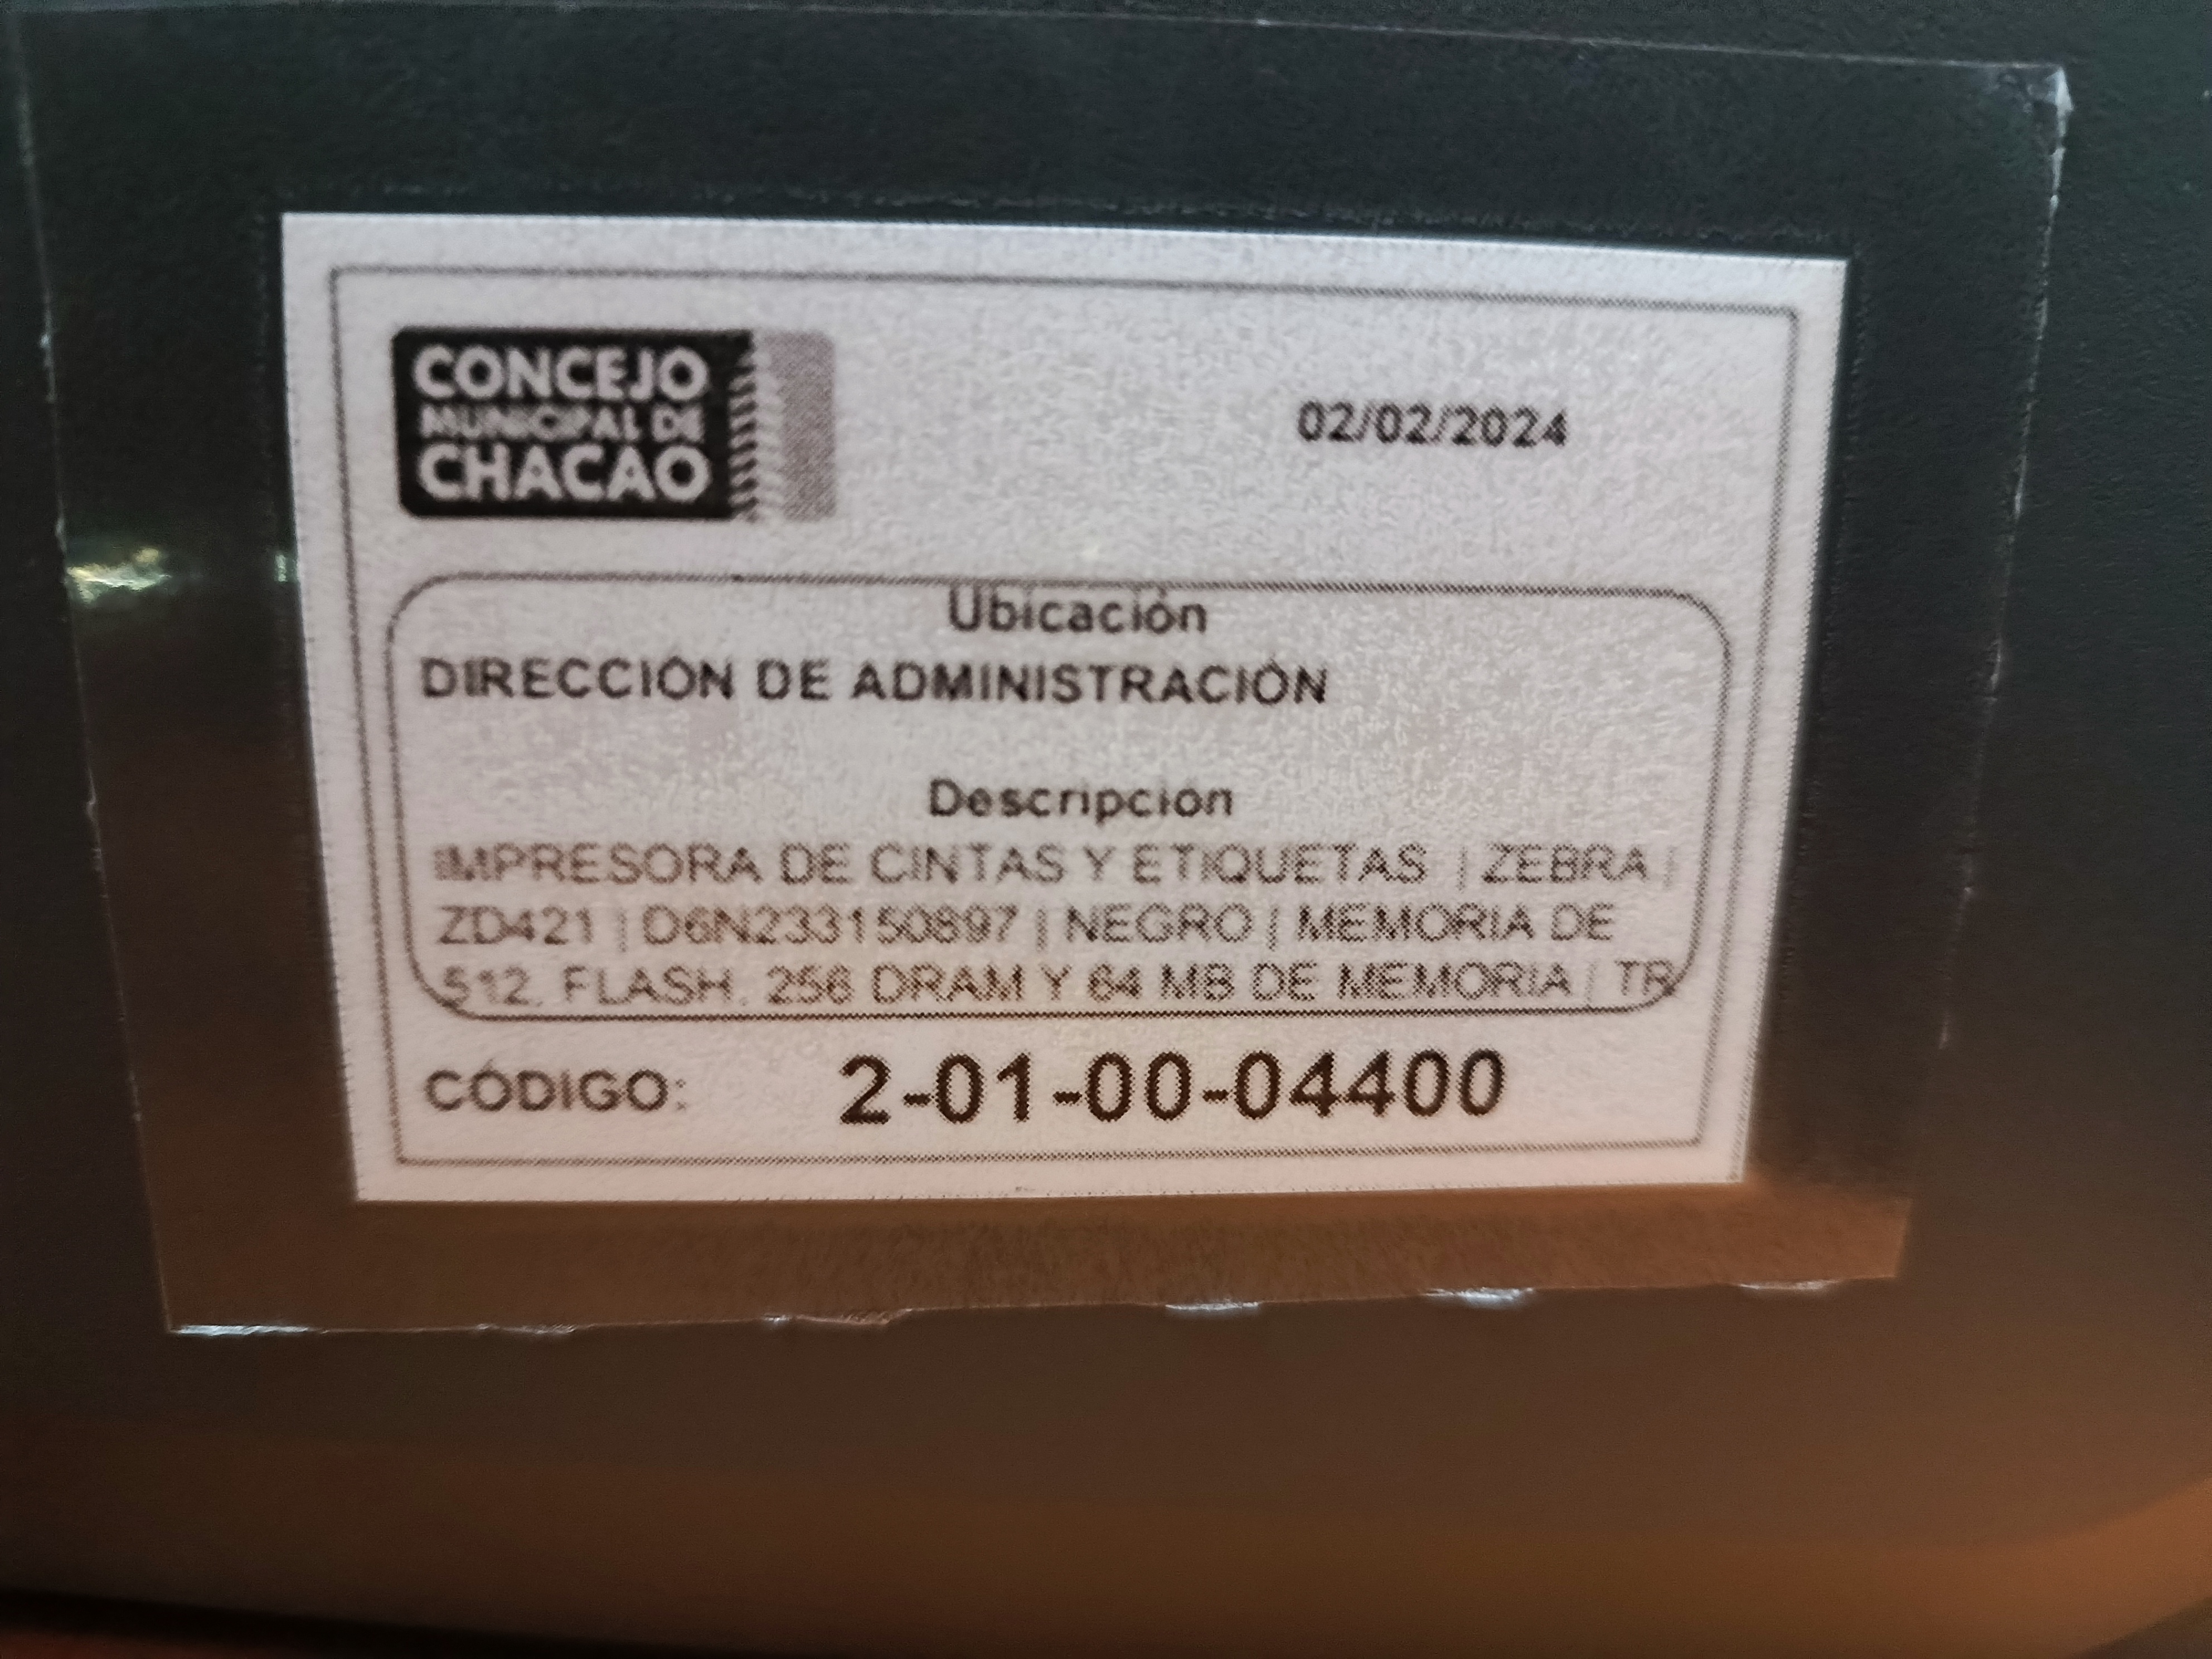 CONCEJO
MUNICIPAL DE
CHACAO
02/02/2024
Ubicación
DIRECCIÓN DE ADMINISTRACIÓN
Descripción
IMPRESORA DE CINTAS Y ETIQUETAS | ZEBRA |
ZD421 | D6N233150897 | NEGRO | MEMORIA DE
512, FLASH, 256 DRAM Y 64 MB DE MEMORIA | TR
CÓDIGO: 2-01-00-04400